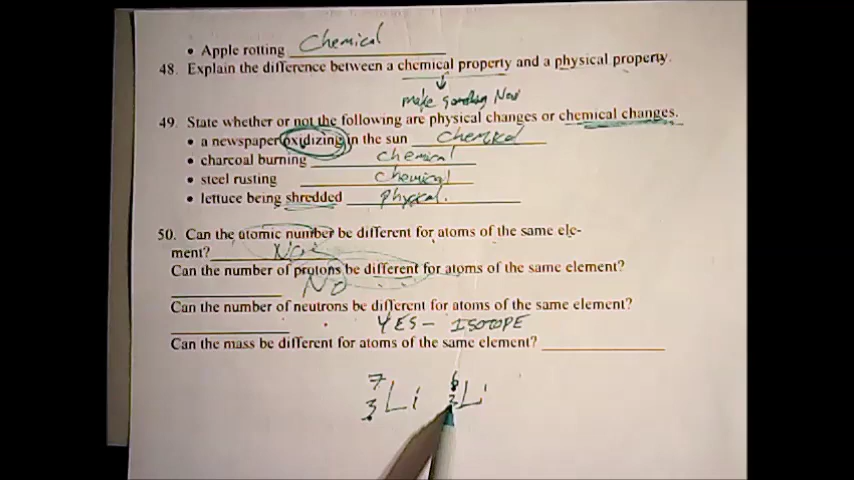 • Apple rotting Chemical
48. Explain the difference between a chemical property and a physical property.
make something New
49. State whether or not the following are physical changes or chemical changes.
• a newspaper oxidizing in the sun chemical
• charcoal burning chemical
• steel rusting chemical
• lettuce being shredded physical.
50. Can the atomic number be different for atoms of the same ele-
ment? No
Can the number of protons be different for atoms of the same element?
No
Can the number of neutrons be different for atoms of the same element?
YES - ISOTOPE
Can the mass be different for atoms of the same element?
7 6
3 Li Li